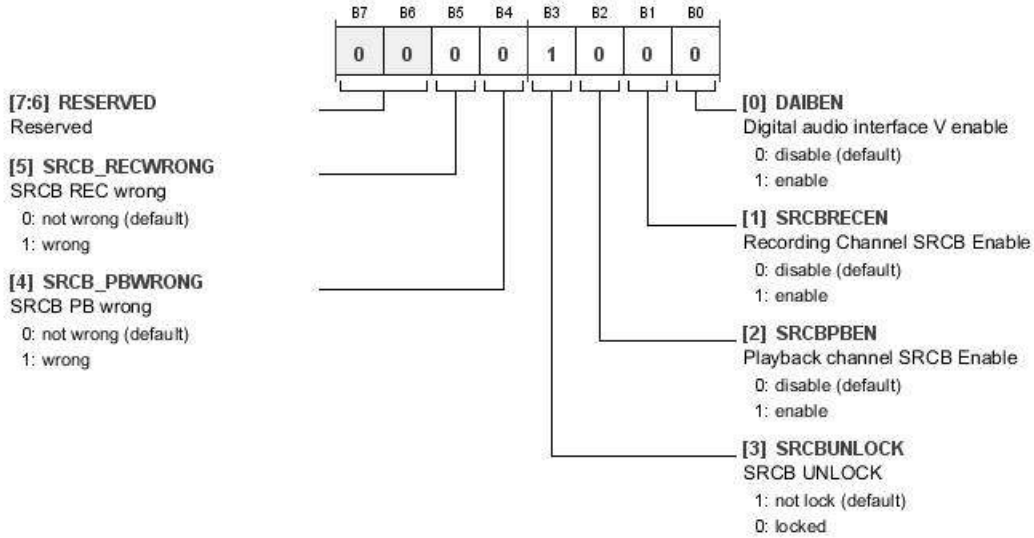 B7 B6 B5 B4 B3 B2 B1 B0
0 0 0 0 1 0 0 0
[7:6] RESERVED
Reserved
[5] SRCB_RECWRONG
SRCB REC wrong
0: not wrong (default)
1: wrong
[4] SRCB_PBWRONG
SRCB PB wrong
0: not wrong (default)
1: wrong
[0] DAIBEN
Digital audio interface V enable
0: disable (default)
1: enable
[1] SRCBRECEN
Recording Channel SRCB Enable
0: disable (default)
1: enable
[2] SRCBPBEN
Playback channel SRCB Enable
0: disable (default)
1: enable
[3] SRCBUNLOCK
SRCB UNLOCK
1: not lock (default)
0: locked